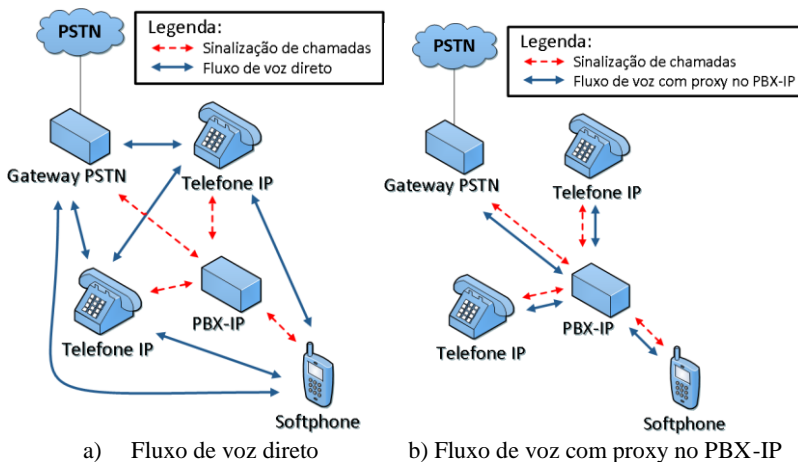 PSTN
Legenda:
Sinalização de chamadas
Fluxo de voz direto
Gateway PSTN
Telefone IP
Telefone IP
PBX-IP
Softphone
a) Fluxo de voz direto
PSTN
Legenda:
Sinalização de chamadas
Fluxo de voz com proxy no PBX-IP
Gateway PSTN
Telefone IP
Telefone IP
PBX-IP
Softphone
b) Fluxo de voz com proxy no PBX-IP